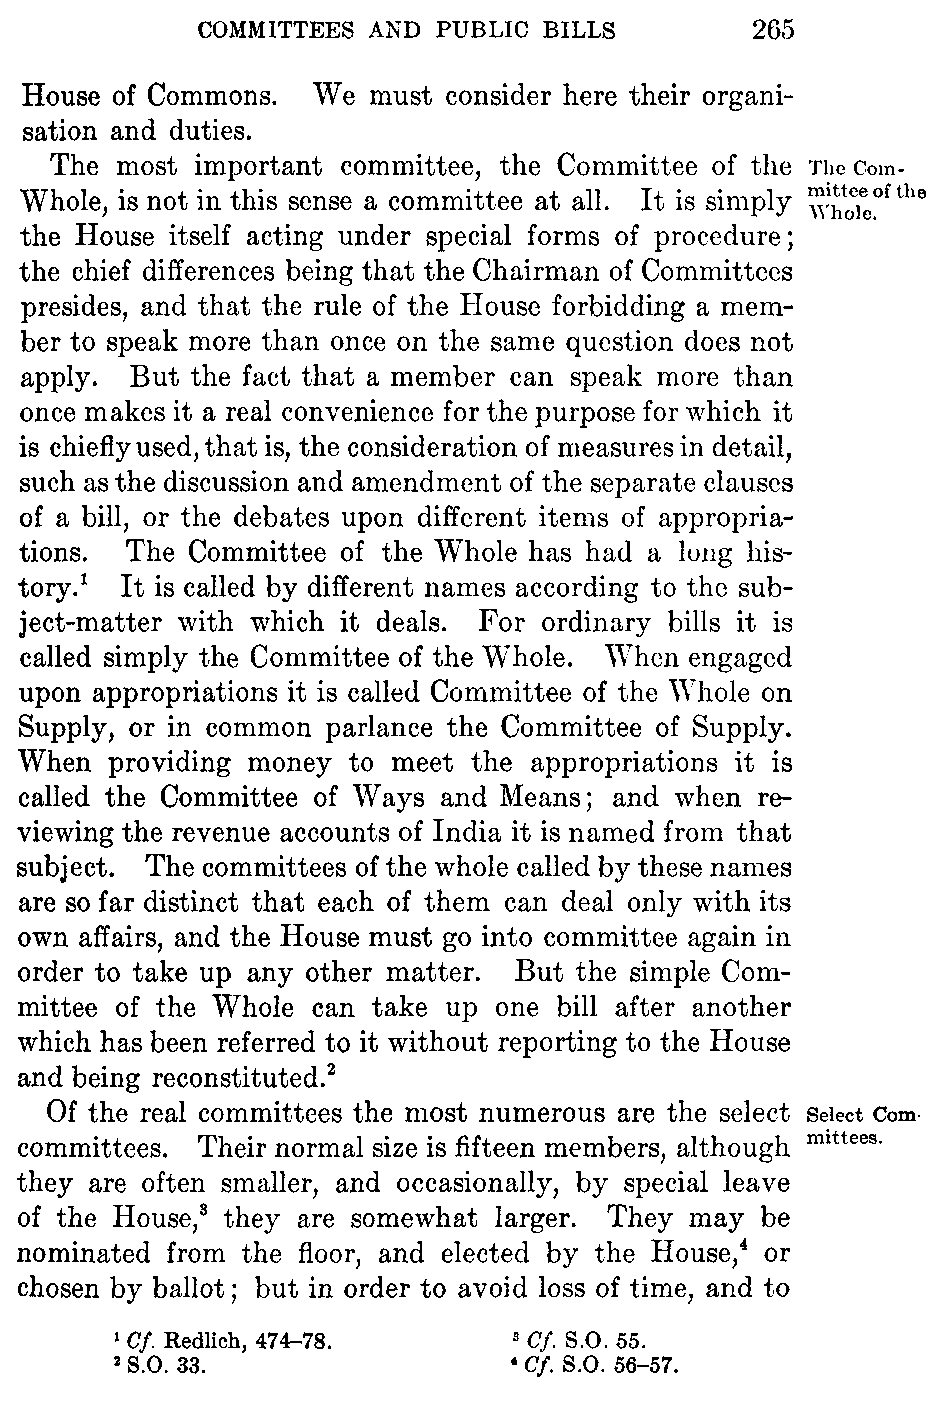 COMMITTEES AND PUBLIC BILLS 265
House of Commons. We must consider here their organi-
sation and duties.
The most important committee, the Committee of the
Whole, is not in this sense a committee at all. It is simply
the House itself acting under special forms of procedure;
the chief differences being that the Chairman of Committees
presides, and that the rule of the House forbidding a mem-
ber to speak more than once on the same question does not
apply. But the fact that a member can speak more than
once makes it a real convenience for the purpose for which it
is chiefly used, that is, the consideration of measures in detail,
such as the discussion and amendment of the separate clauses
of a bill, or the debates upon different items of appropria-
tions. The Committee of the Whole has had a long his-
tory.¹ It is called by different names according to the sub-
ject-matter with which it deals. For ordinary bills it is
called simply the Committee of the Whole. When engaged
upon appropriations it is called Committee of the Whole on
Supply, or in common parlance the Committee of Supply.
When providing money to meet the appropriations it is
called the Committee of Ways and Means; and when re-
viewing the revenue accounts of India it is named from that
subject. The committees of the whole called by these names
are so far distinct that each of them can deal only with its
own affairs, and the House must go into committee again in
order to take up any other matter. But the simple Com-
mittee of the Whole can take up one bill after another
which has been referred to it without reporting to the House
and being reconstituted.²
Of the real committees the most numerous are the select
committees. Their normal size is fifteen members, although
they are often smaller, and occasionally, by special leave
of the House,³ they are somewhat larger. They may be
nominated from the floor, and elected by the House,⁴ or
chosen by ballot; but in order to avoid loss of time, and to
The Com-
mittee of the
Whole.
Select Com-
mittees.
¹ Cf. Redlich, 474–78.
² S.O. 33.
³ Cf. S.O. 55.
⁴ Cf. S.O. 56–57.